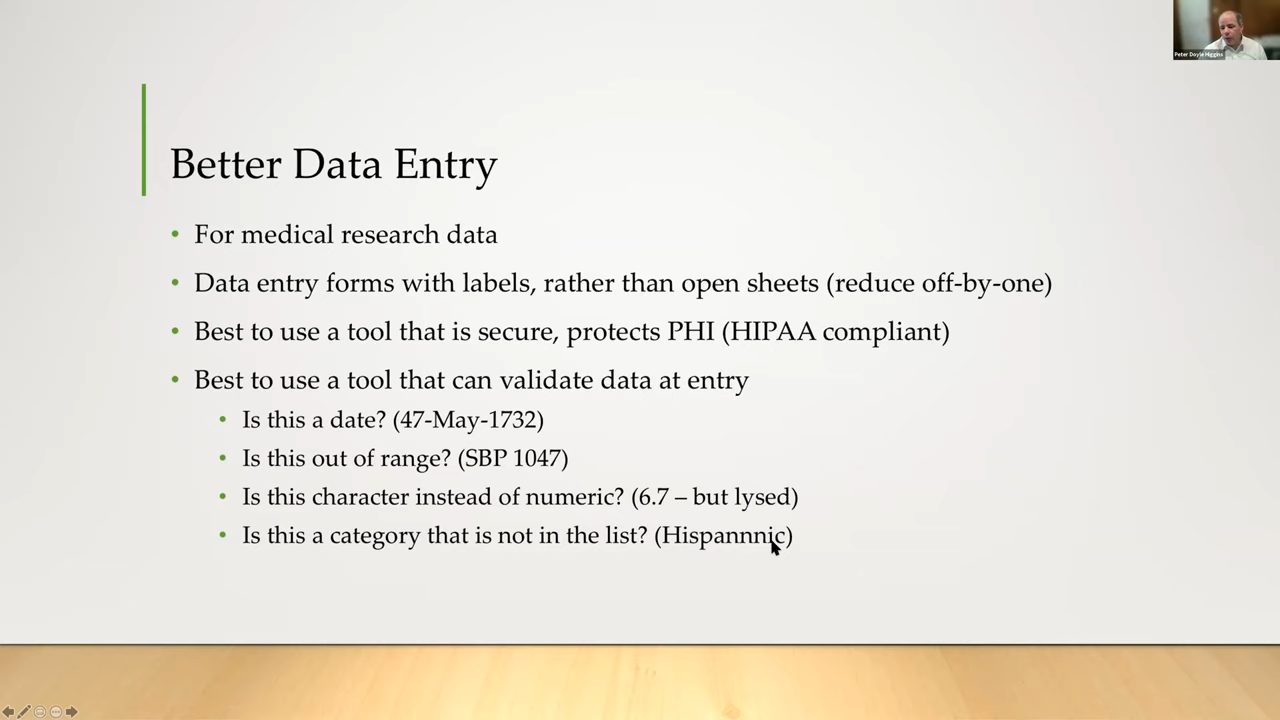 Peter Doyle Higgins
Better Data Entry
• For medical research data
• Data entry forms with labels, rather than open sheets (reduce off-by-one)
• Best to use a tool that is secure, protects PHI (HIPAA compliant)
• Best to use a tool that can validate data at entry
• Is this a date? (47-May-1732)
• Is this out of range? (SBP 1047)
• Is this character instead of numeric? (6.7 – but lysed)
• Is this a category that is not in the list? (Hispannnic)